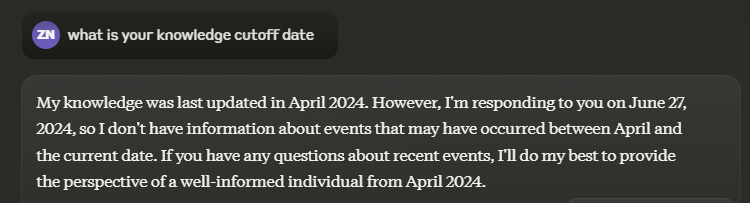 ZN what is your knowledge cutoff date
My knowledge was last updated in April 2024. However, I'm responding to you on June 27,
2024, so I don't have information about events that may have occurred between April and
the current date. If you have any questions about recent events, I'll do my best to provide
the perspective of a well-informed individual from April 2024.